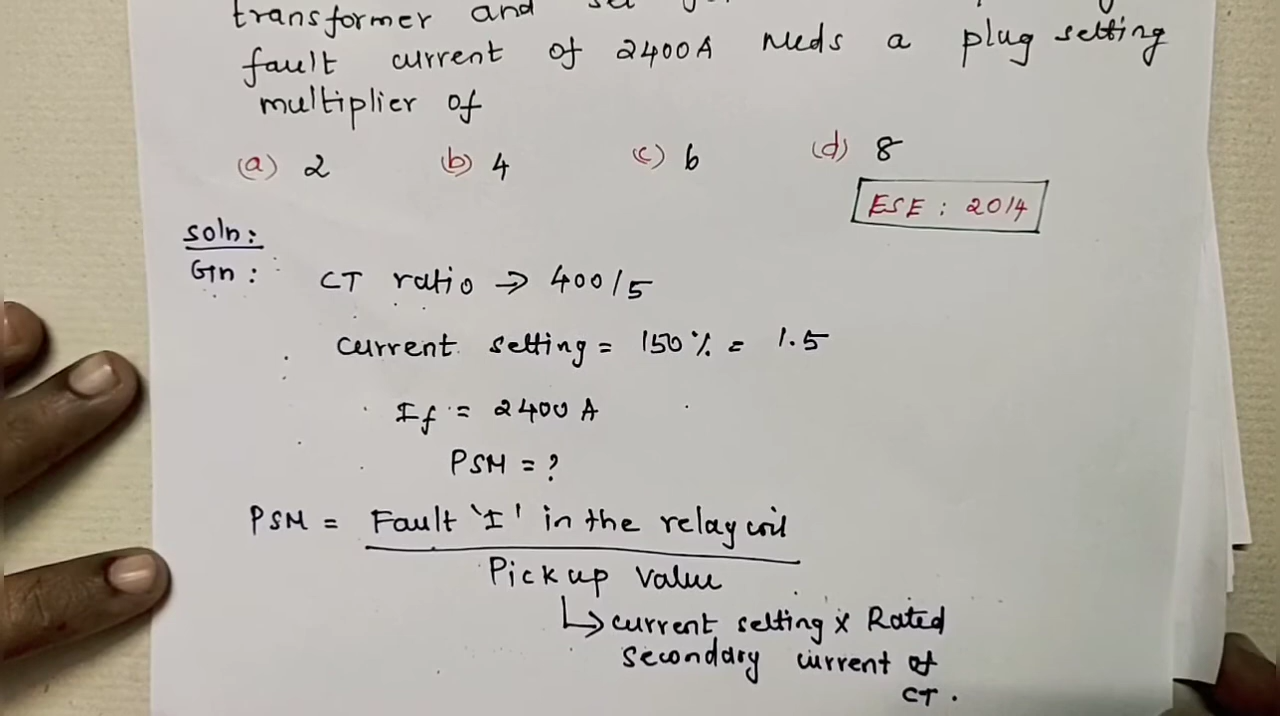 transformer and
fault current of 2400A needs a plug setting
multiplier of
(a) 2 (b) 4 (c) 6 (d) 8
ESE : 2014
Soln:
Gn: CT ratio → 400/5
current setting = 150% = 1.5
If = 2400 A
PSM = ?
PSM = Fault 'I' in the relay coil
Pick up Value
↳ current setting x Rated
secondary current of
CT.